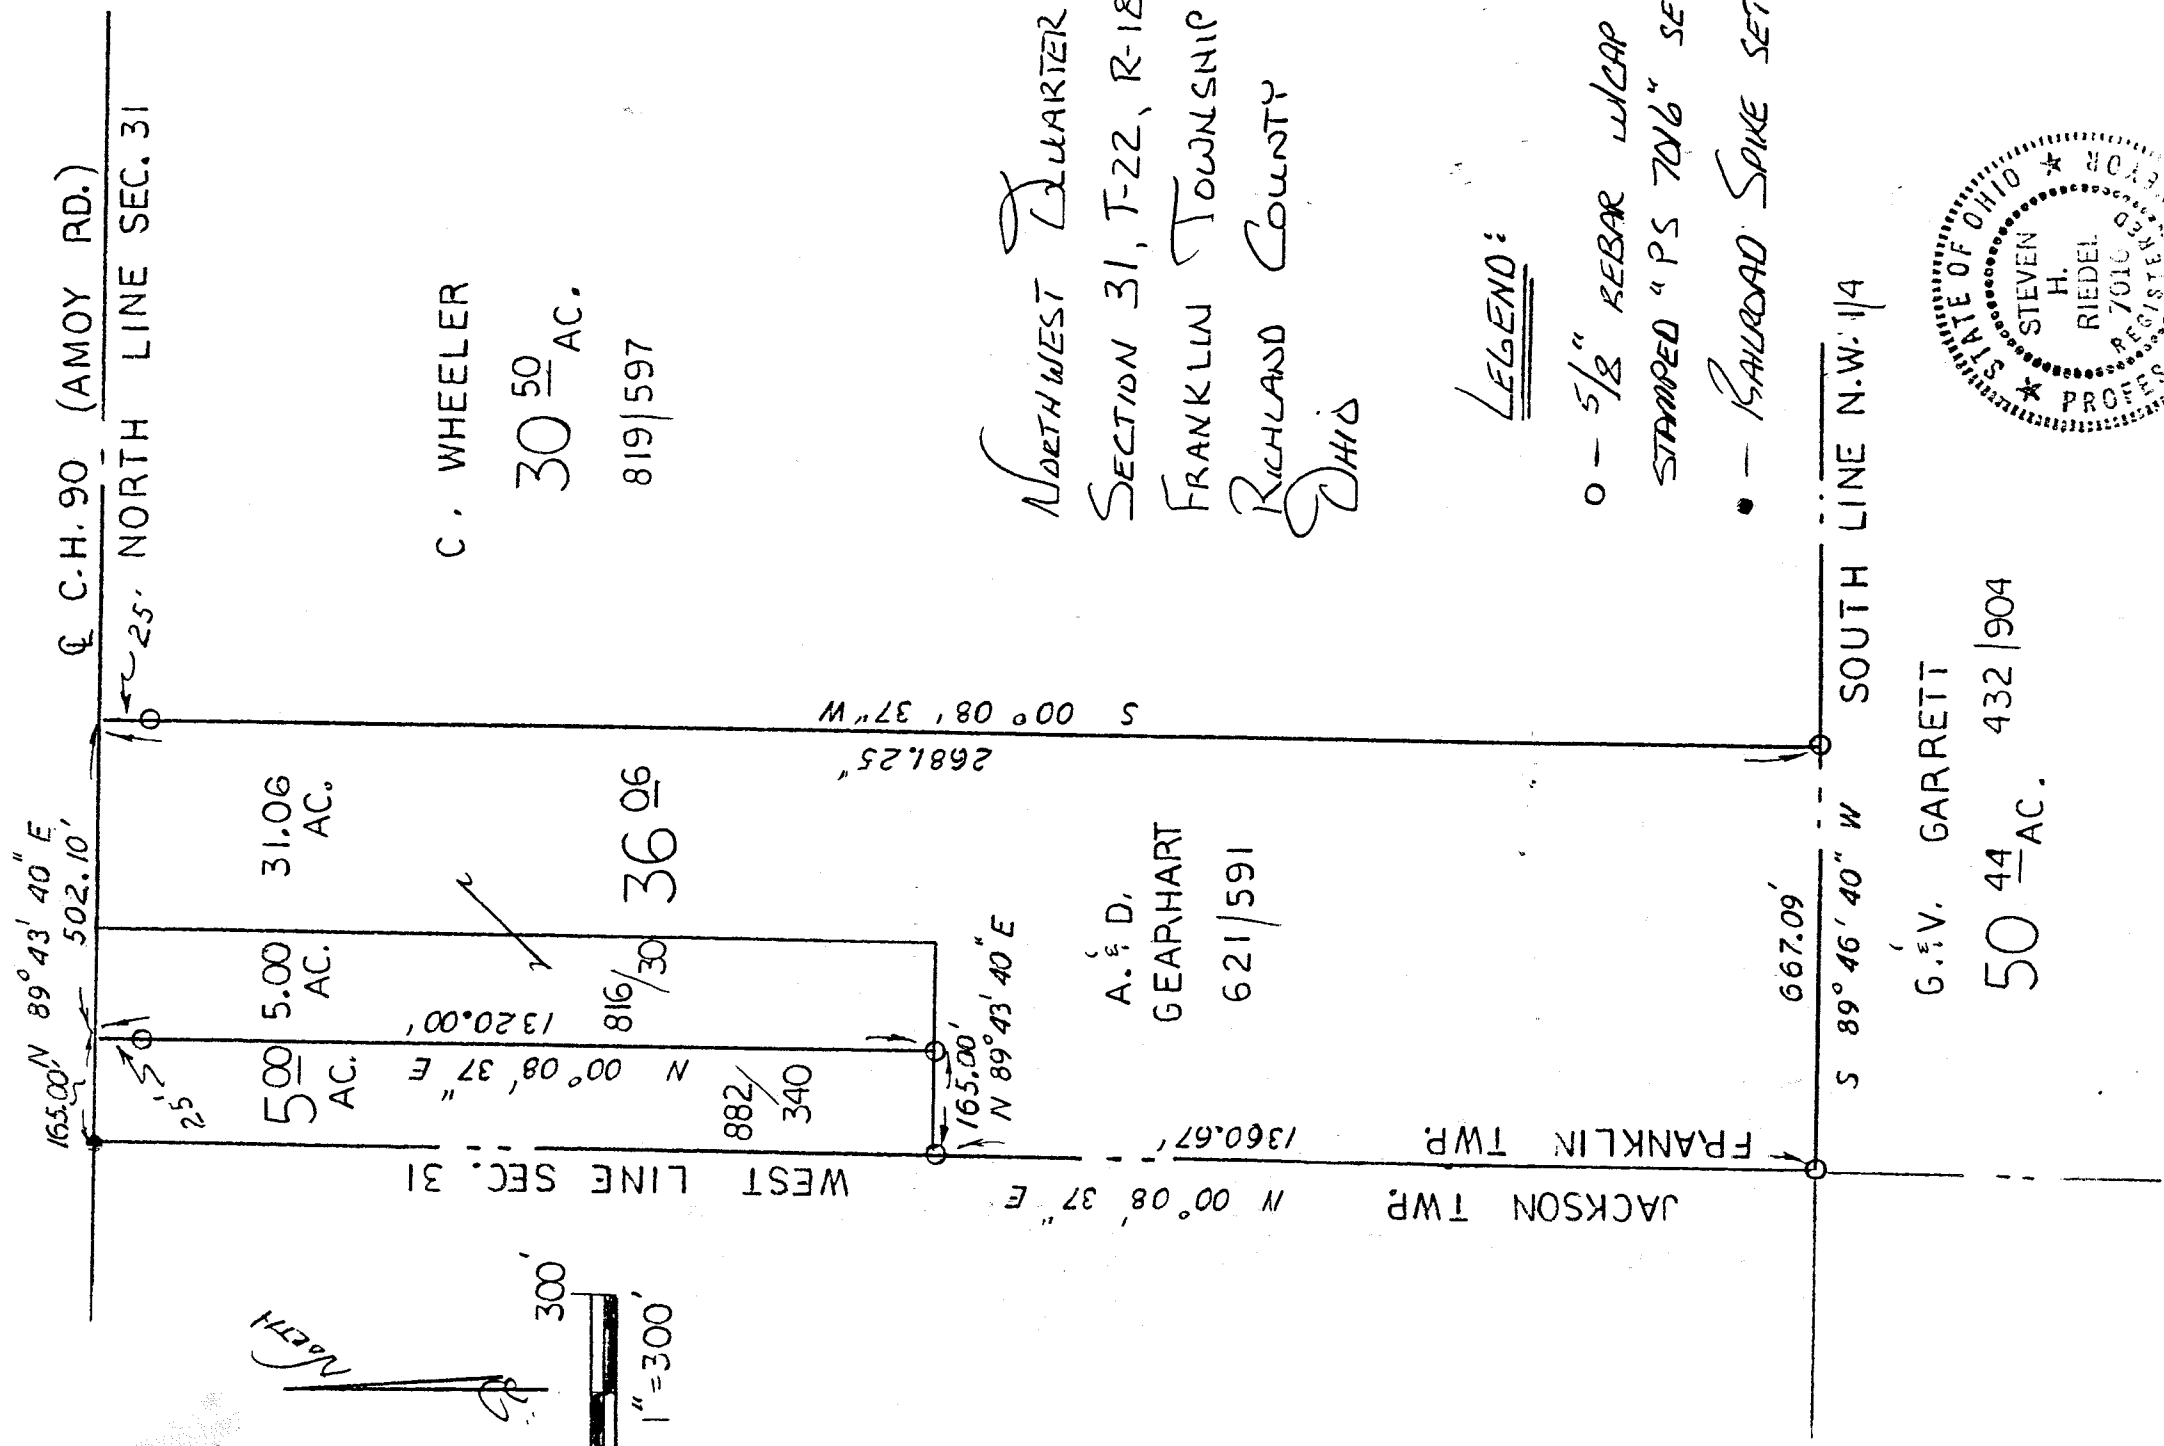 ℄ C.H. 90 (AMOY RD.)
NORTH LINE SEC. 31
25'
N 89° 43' 40" E
502.10'
165.00'
25'
5 00 AC.
5.00 AC.
31.06 AC.
C. WHEELER
30 50 AC.
819/597
1320.00'
N 00° 08' 37" E
882/340
816/30
36 06
S 00° 08' 37" W
2681.25"
165.00'
N 89° 43' 40" E
WEST LINE SEC. 31
A. & D.
GEARHART
621/591
1360.67'
N 00° 08' 37" E
FRANKLIN TWP.
JACKSON TWP.
667.09'
S 89° 46' 40" W
SOUTH LINE N.W. 1/4
G. & V. GARRETT
50 44 AC.
432/904
NORTH
300'
1"=300'
NORTHWEST QUARTER
SECTION 31, T-22, R-18
FRANKLIN TOWNSHIP
RICHLAND COUNTY
OHIO
LEGEND:
o - 5/8" REBAR W/CAP
STAMPED "PS 7016" SE
• - RAILROAD SPIKE SET
STATE OF OHIO
STEVEN
H.
RIEDEL
7016
REGISTERED